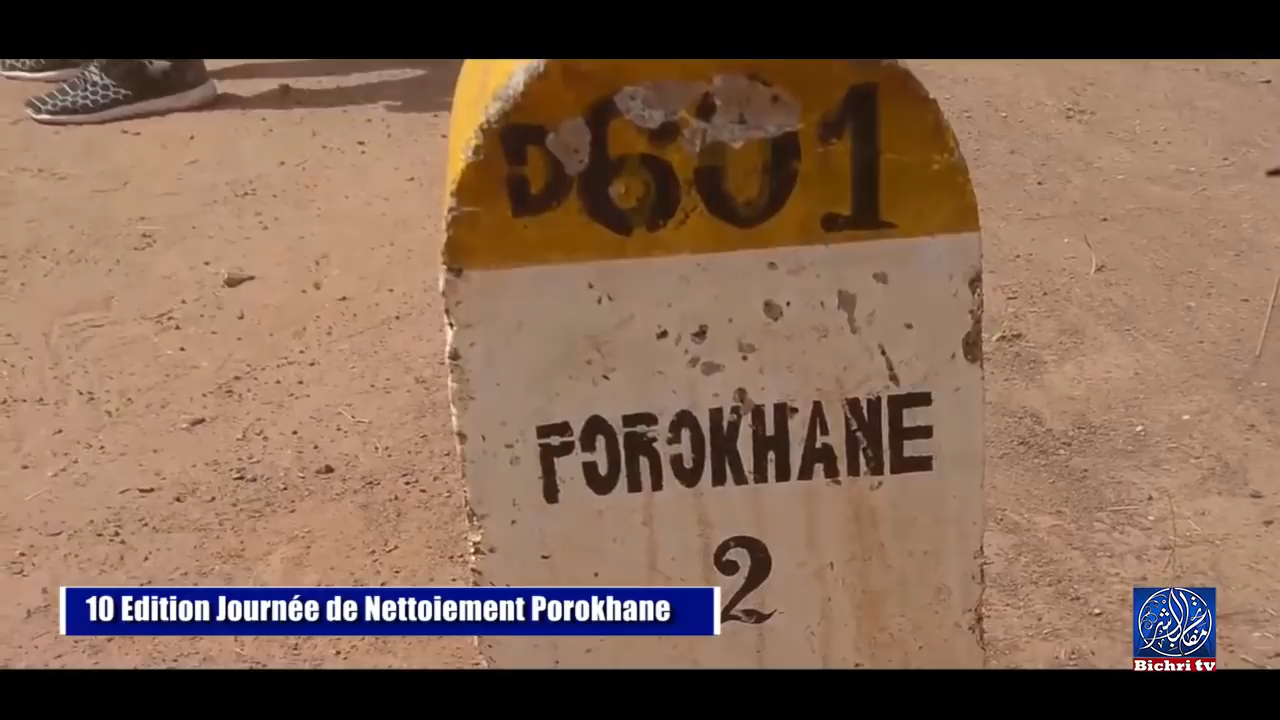 D601
POROKHANE
2
10 Edition Journée de Nettoiement Porokhane
Bichri tv